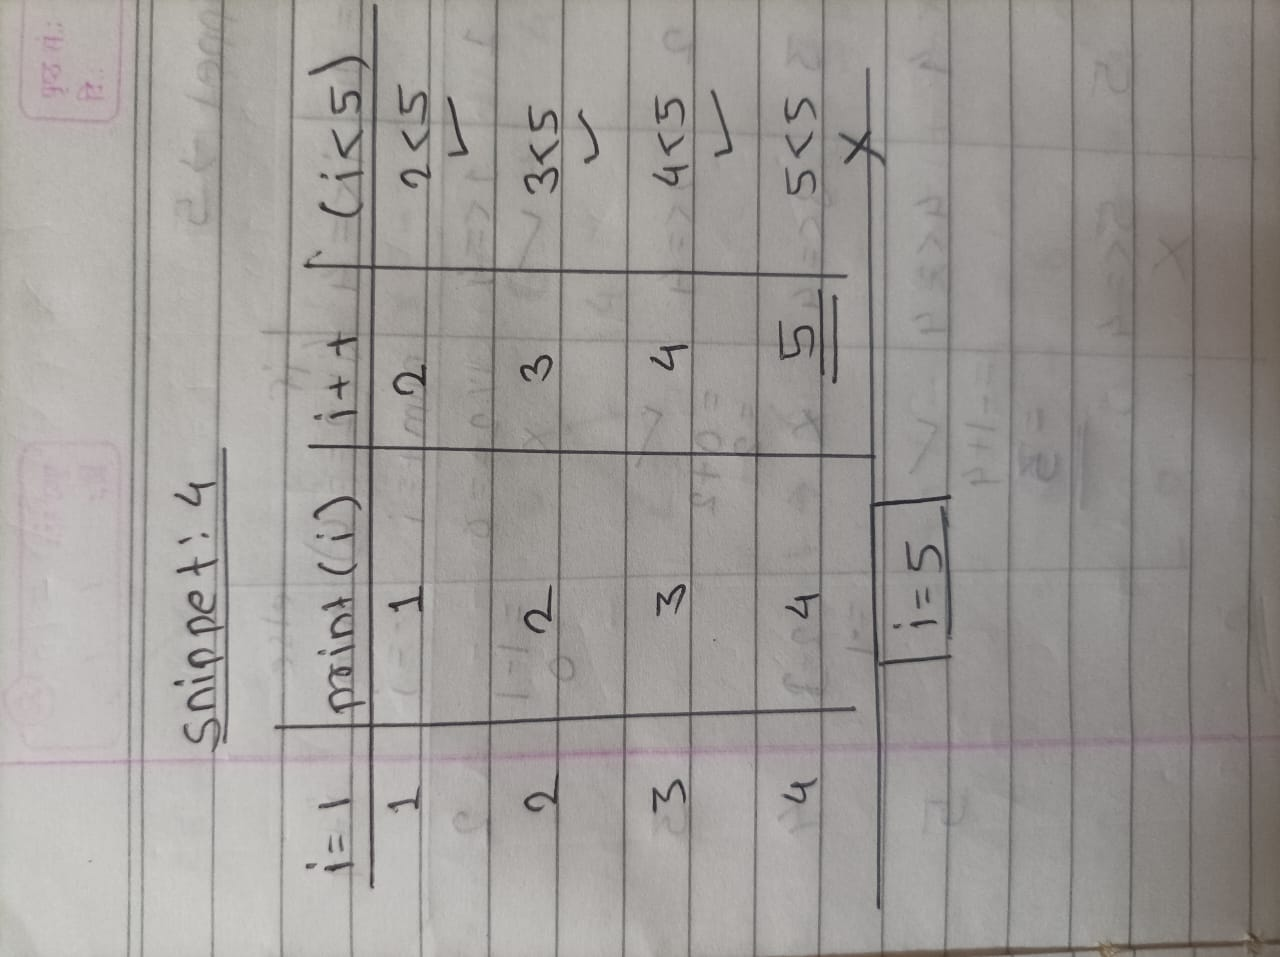 Snippet: 4
i=1 print(i) i++ (i<5)
1 1 2 2<5 ✓
2 2 3 3<5 ✓
3 3 4 4<5 ✓
4 4 5 5<5 ✗
i=5